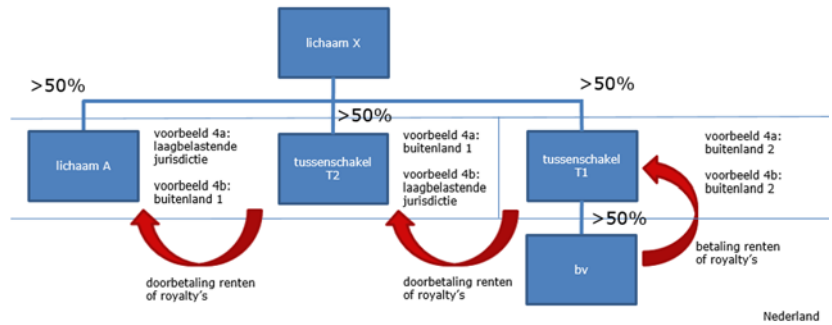 lichaam X
>50%
>50%
>50%
lichaam A
voorbeeld 4a:
laagbelastende
jurisdictie
voorbeeld 4b:
buitenland 1
tussenschakel
T2
voorbeeld 4a:
buitenland 1
voorbeeld 4b:
laagbelastende
jurisdictie
tussenschakel
T1
voorbeeld 4a:
buitenland 2
voorbeeld 4b:
buitenland 2
>50%
doorbetaling renten
of royalty's
doorbetaling renten
of royalty's
bv
betaling renten
of royalty's
Nederland